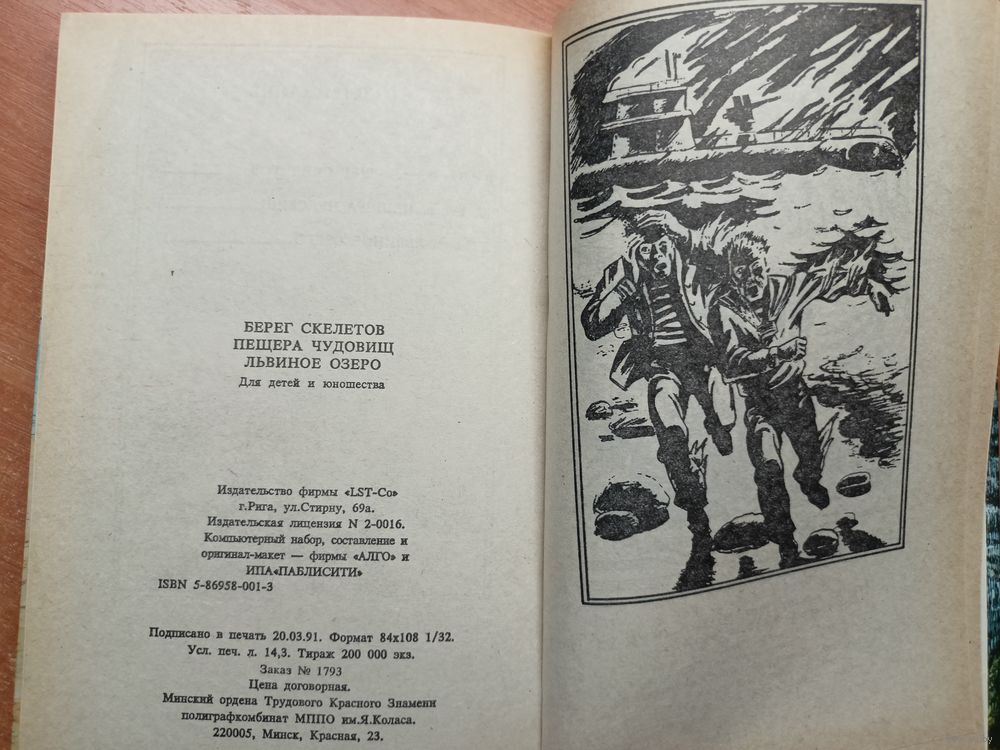 БЕРЕГ СКЕЛЕТОВ
ПЕЩЕРА ЧУДОВИЩ
ЛЬВИНОЕ ОЗЕРО
Для детей и юношества
Издательство фирмы «LST-Co»
г.Рига, ул.Стирну, 69а.
Издательская лицензия N 2-0016.
Компьютерный набор, составление и
оригинал-макет — фирмы «АЛГО» и
ИПА«ПАБЛИСИТИ»
ISBN 5-86958-001-3
Подписано в печать 20.03.91. Формат 84х108 1/32.
Усл. печ. л. 14,3. Тираж 200 000 экз.
Заказ № 1793
Цена договорная.
Минский ордена Трудового Красного Знамени
полиграфкомбинат МППО им.Я.Коласа.
220005, Минск, Красная, 23.